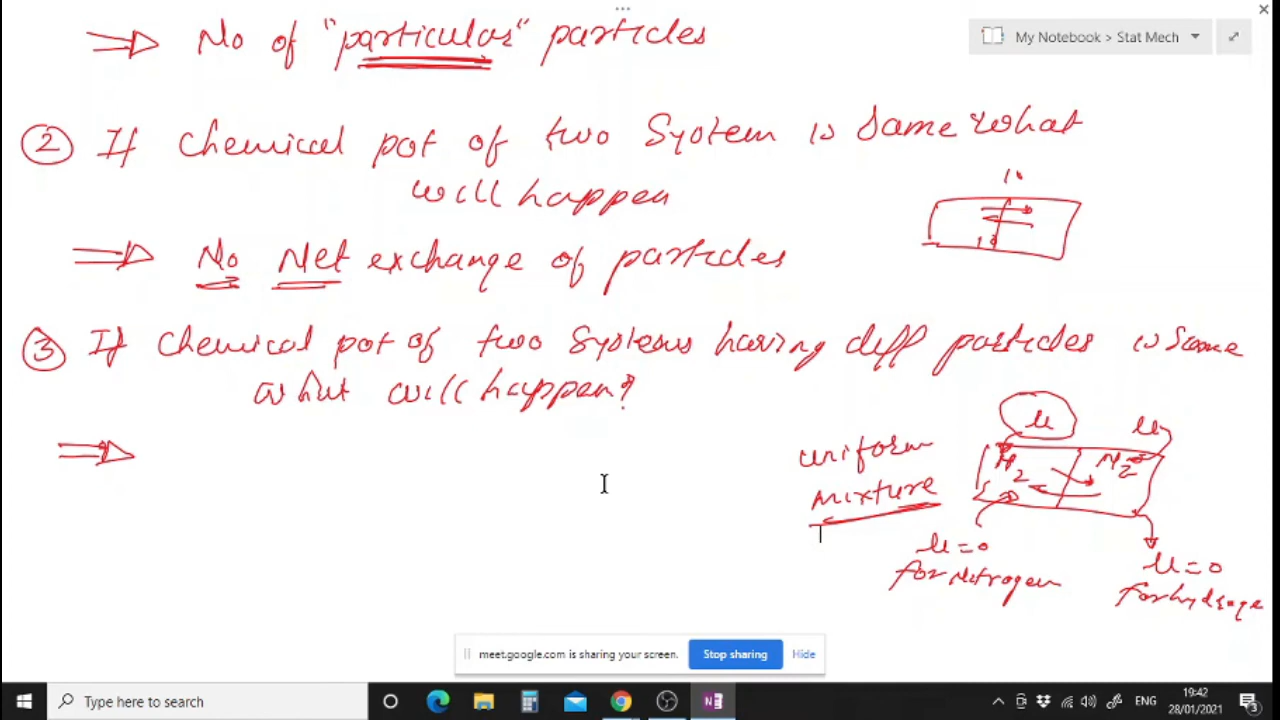 No of "particular" particles
My Notebook > Stat Mech
② If chemical pot of two System is Same what
will happen
10
10
No Net exchange of particles
③ If chemical pot of two Systems having diff particles is Same
what will happen?
μ μ
uniform H2 N2
mixture
μ=0
for Nitrogen
μ=0
meet.google.com is sharing your screen. Stop sharing Hide
Type here to search
ENG 19:42
28/01/2021 3